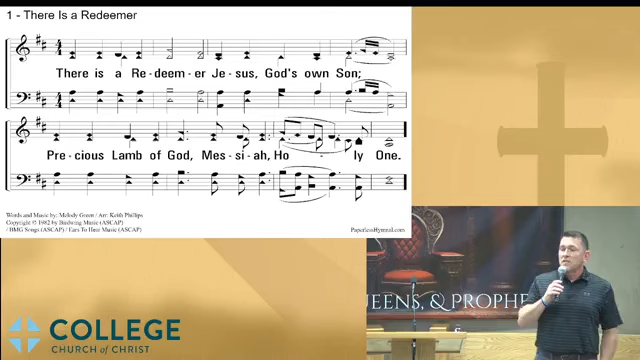 1 - There Is a Redeemer
There is a Re-deem-er Je-sus, God's own Son;
Pre-cious Lamb of God, Mes-si-ah, Ho - ly One.
Words and Music by: Melody Green / Arr: Keith Phillips
Copyright © 1982 by Birdwing Music (ASCAP)
/ BMG Songs (ASCAP) / Ears To Hear Music (ASCAP)
PaperlessHymnal.com
UEENS, & PROPHE
COLLEGE
CHURCH of CHRIST